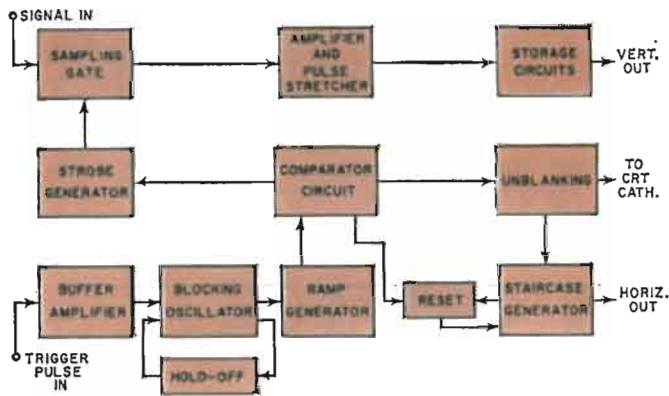 SIGNAL IN
SAMPLING
GATE
AMPLIFIER
AND
PULSE
STRETCHER
STORAGE
CIRCUITS
VERT.
OUT
STROBE
GENERATOR
COMPARATOR
CIRCUIT
UNBLANKING
TO
CRT
CATH.
BUFFER
AMPLIFIER
BLOCKING
OSCILLATOR
RAMP
GENERATOR
RESET
STAIRCASE
GENERATOR
HORIZ.
OUT
TRIGGER
PULSE
IN
HOLD-OFF